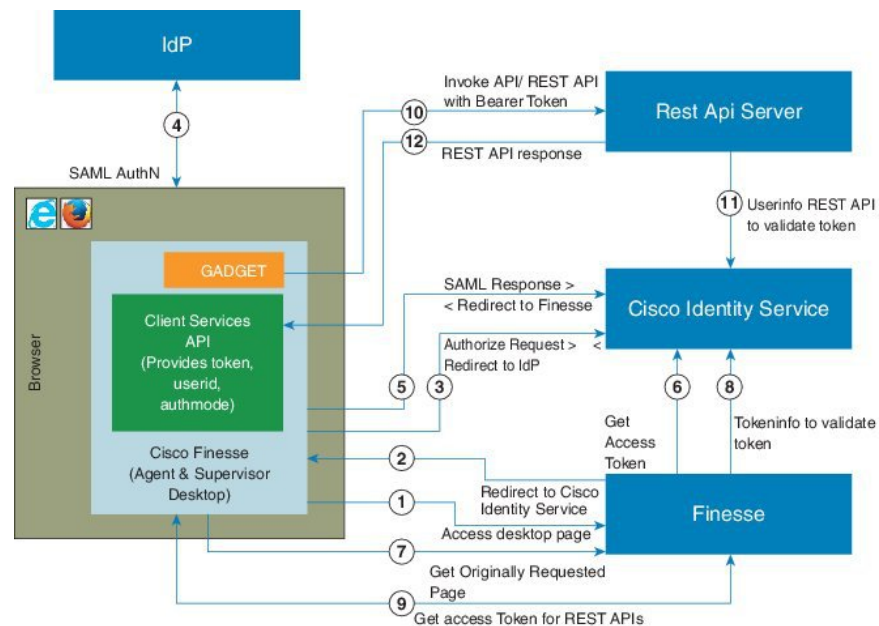 IdP
4
SAML AuthN
Invoke API/ REST API
with Bearer Token
10
12
REST API response
Rest Api Server
11
Userinfo REST API
to validate token
Browser
GADGET
Client Services
API
(Provides token,
userid,
authmode)
Cisco Finesse
(Agent & Supervisor
Desktop)
SAML Response >
< Redirect to Finesse
Authorize Request > <
Redirect to IdP
5
3
Cisco Identity Service
6
8
Get
Access
Token
Tokeninfo to validate
token
2
Redirect to Cisco
Identity Service
1
Access desktop page
Finesse
7
Get Originally Requested
Page
9
Get access Token for REST APIs